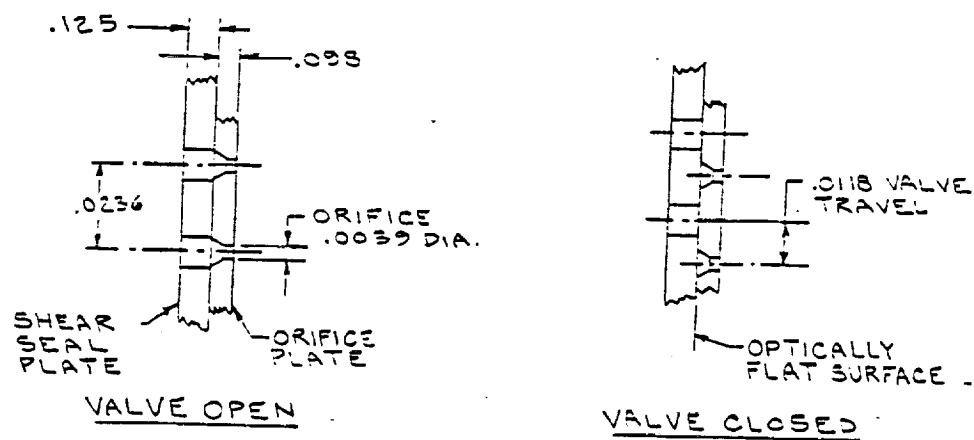 .125
.098
.0236
ORIFICE
.0039 DIA.
SHEAR
SEAL
PLATE
ORIFICE
PLATE
VALVE OPEN
.0118 VALVE
TRAVEL
OPTICALLY
FLAT SURFACE
VALVE CLOSED